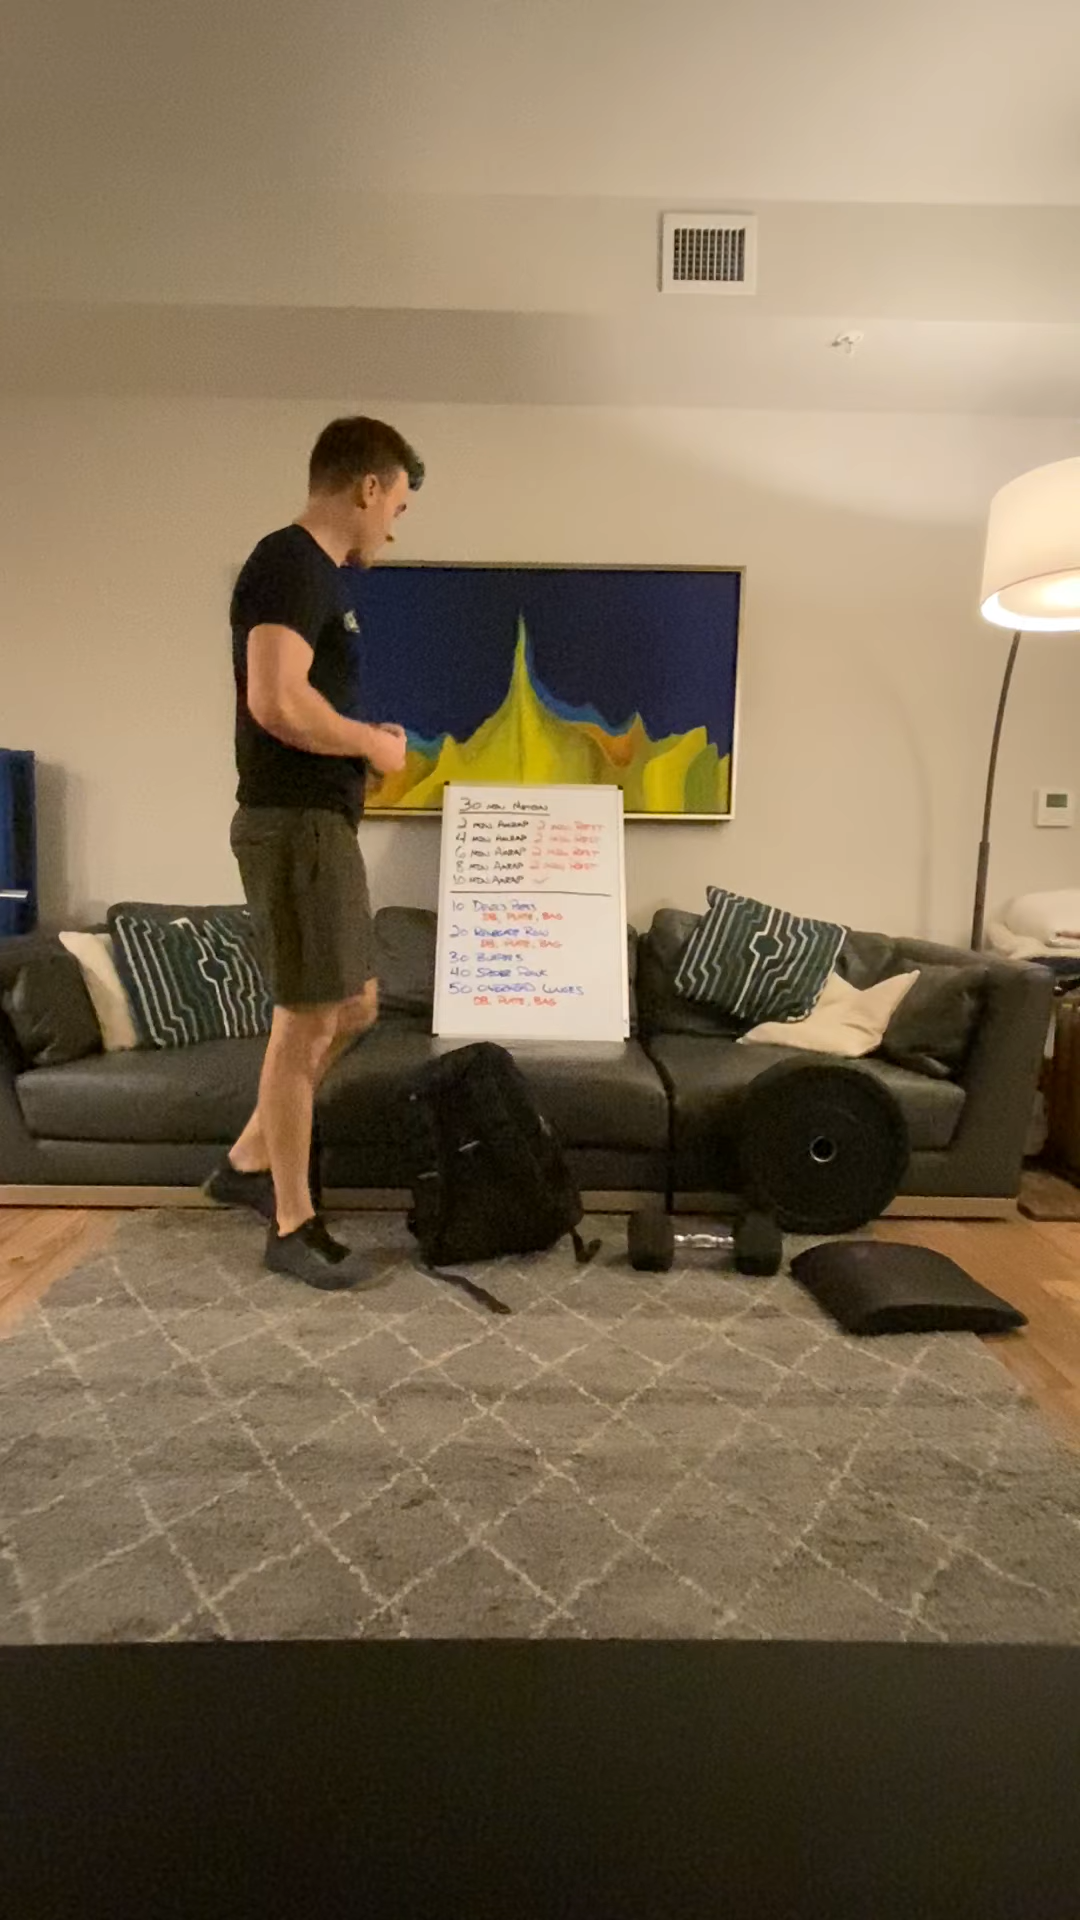 30 MIN
2 MIN AMRAP 2 MIN REST
4 MIN AMRAP 2 MIN REST
6 MIN AMRAP 2 MIN REST
8 MIN AMRAP 2 MIN REST
10 MIN AMRAP
10 DEVILS PRESS
DB, PLATE, BAG
20 RENEGADE ROW
DB, PLATE, BAG
30 BURPEES
40 SPIDER PLANK
50 OVERHEAD LUNGES
DB, PLATE, BAG